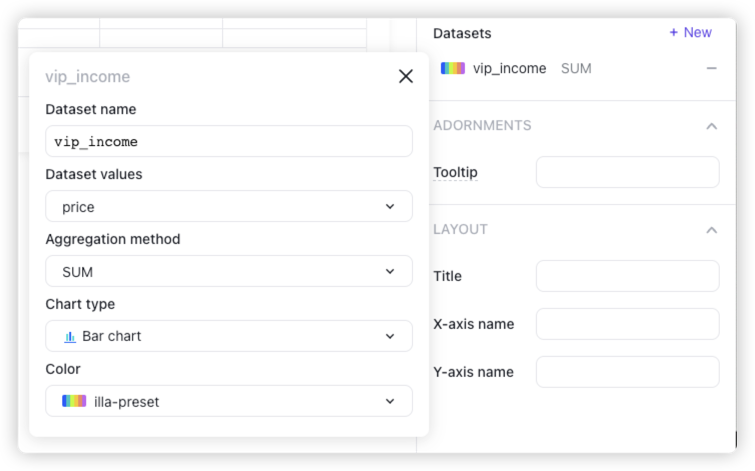 vip_income
Dataset name
vip_income
Dataset values
price
Aggregation method
SUM
Chart type
Bar chart
Color
illa-preset
Datasets
+ New
vip_income SUM
ADORNMENTS
Tooltip
LAYOUT
Title
X-axis name
Y-axis name